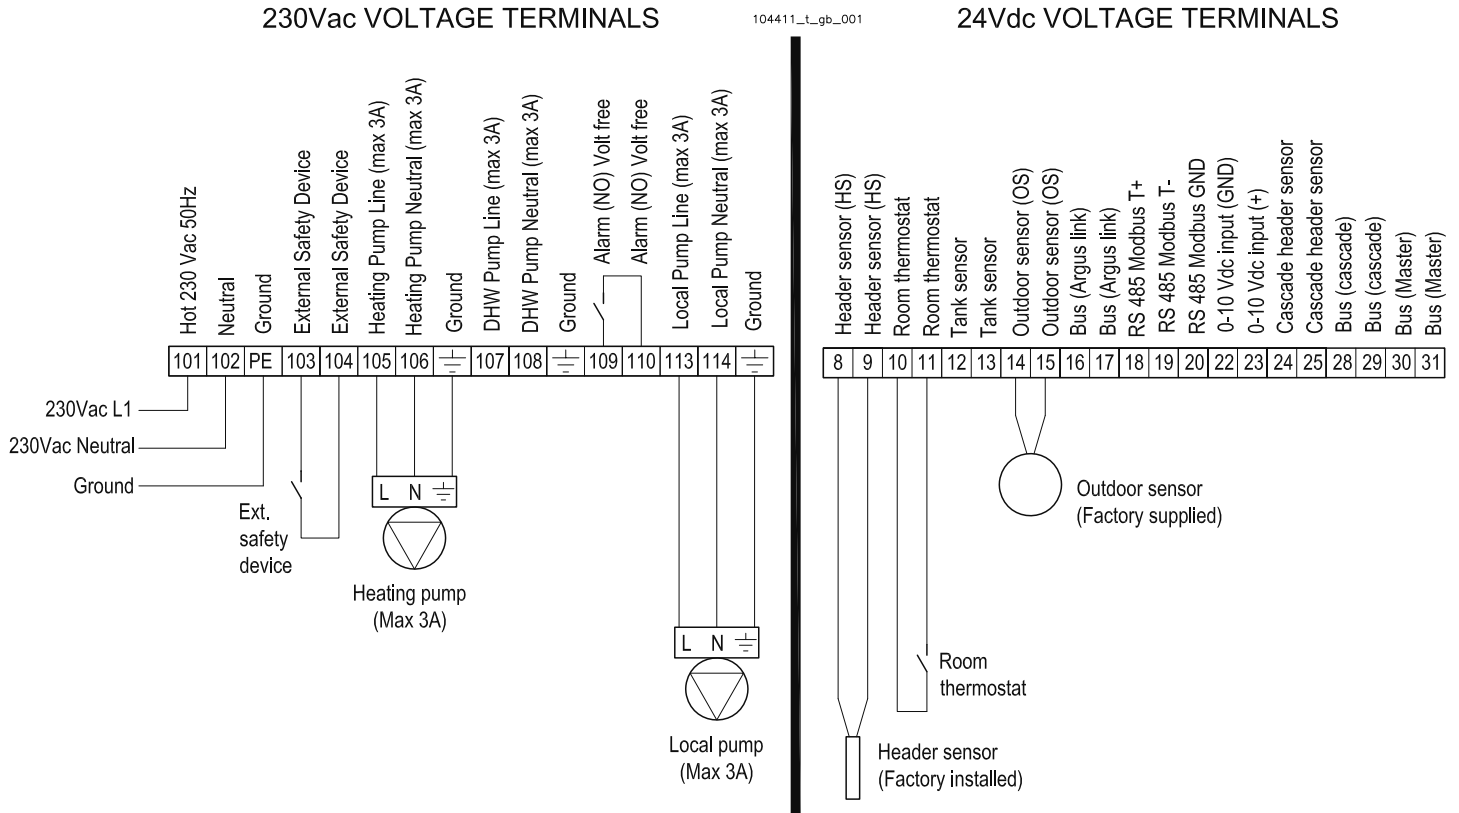 230Vac VOLTAGE TERMINALS
104411_t_gb_001
24Vdc VOLTAGE TERMINALS
Hot 230 Vac 50Hz
Neutral
Ground
External Safety Device
External Safety Device
Heating Pump Line (max 3A)
Heating Pump Neutral (max 3A)
Ground
DHW Pump Line (max 3A)
DHW Pump Neutral (max 3A)
Ground
Alarm (NO) Volt free
Alarm (NO) Volt free
Local Pump Line (max 3A)
Local Pump Neutral (max 3A)
Ground
101 102 PE 103 104 105 106 107 108 109 110 113 114
230Vac L1
230Vac Neutral
Ground
Ext.
safety
device
L N
Heating pump
(Max 3A)
L N
Local pump
(Max 3A)
Header sensor (HS)
Header sensor (HS)
Room thermostat
Room thermostat
Tank sensor
Tank sensor
Outdoor sensor (OS)
Outdoor sensor (OS)
Bus (Argus link)
Bus (Argus link)
RS 485 Modbus T+
RS 485 Modbus T-
RS 485 Modbus GND
0-10 Vdc input (GND)
0-10 Vdc input (+)
Cascade header sensor
Cascade header sensor
Bus (cascade)
Bus (cascade)
Bus (Master)
Bus (Master)
8 9 10 11 12 13 14 15 16 17 18 19 20 22 23 24 25 28 29 30 31
Outdoor sensor
(Factory supplied)
Room
thermostat
Header sensor
(Factory installed)